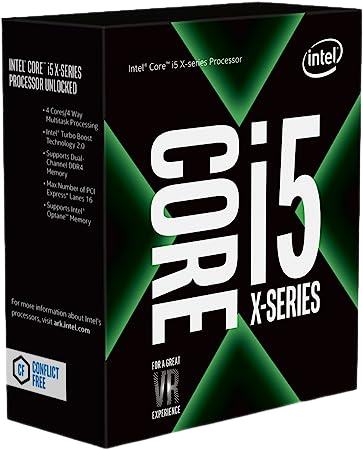 INTEL® CORE™ i5 X-SERIES
PROCESSOR UNLOCKED
• 4 Cores/4 Way
Multitask Processing
• Intel® Turbo Boost
Technology 2.0
• Supports Dual-
Channel DDR4
Memory
• Max Number of PCI
Express® Lanes 16
• Supports Intel®
Optane™ Memory
For more information about Intel's
processors, visit ark.intel.com
CF
CONFLICT
FREE
Intel® Core™ i5 X-series Processor
intel®
CORE
i5
X-SERIES
FOR A GREAT
VR
EXPERIENCE